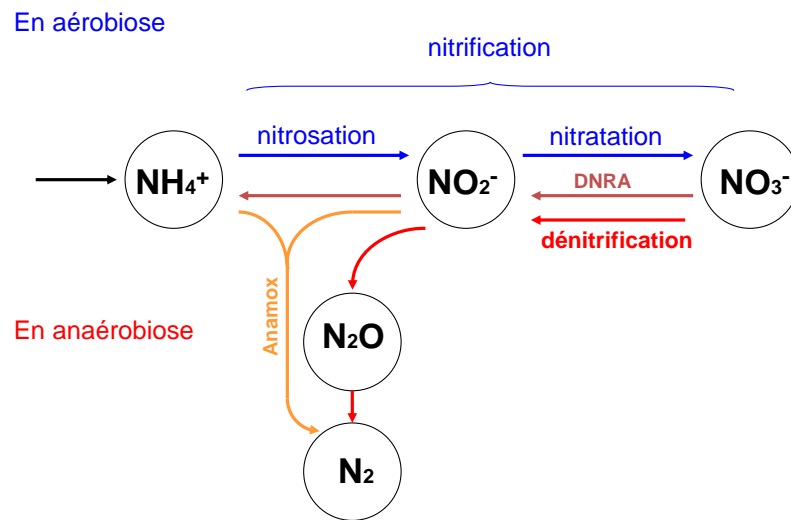 En aérobiose
nitrification
nitrosation
nitratation
NH₄⁺
NO₂⁻
DNRA
NO₃⁻
dénitrification
Anamox
En anaérobiose
N₂O
N₂